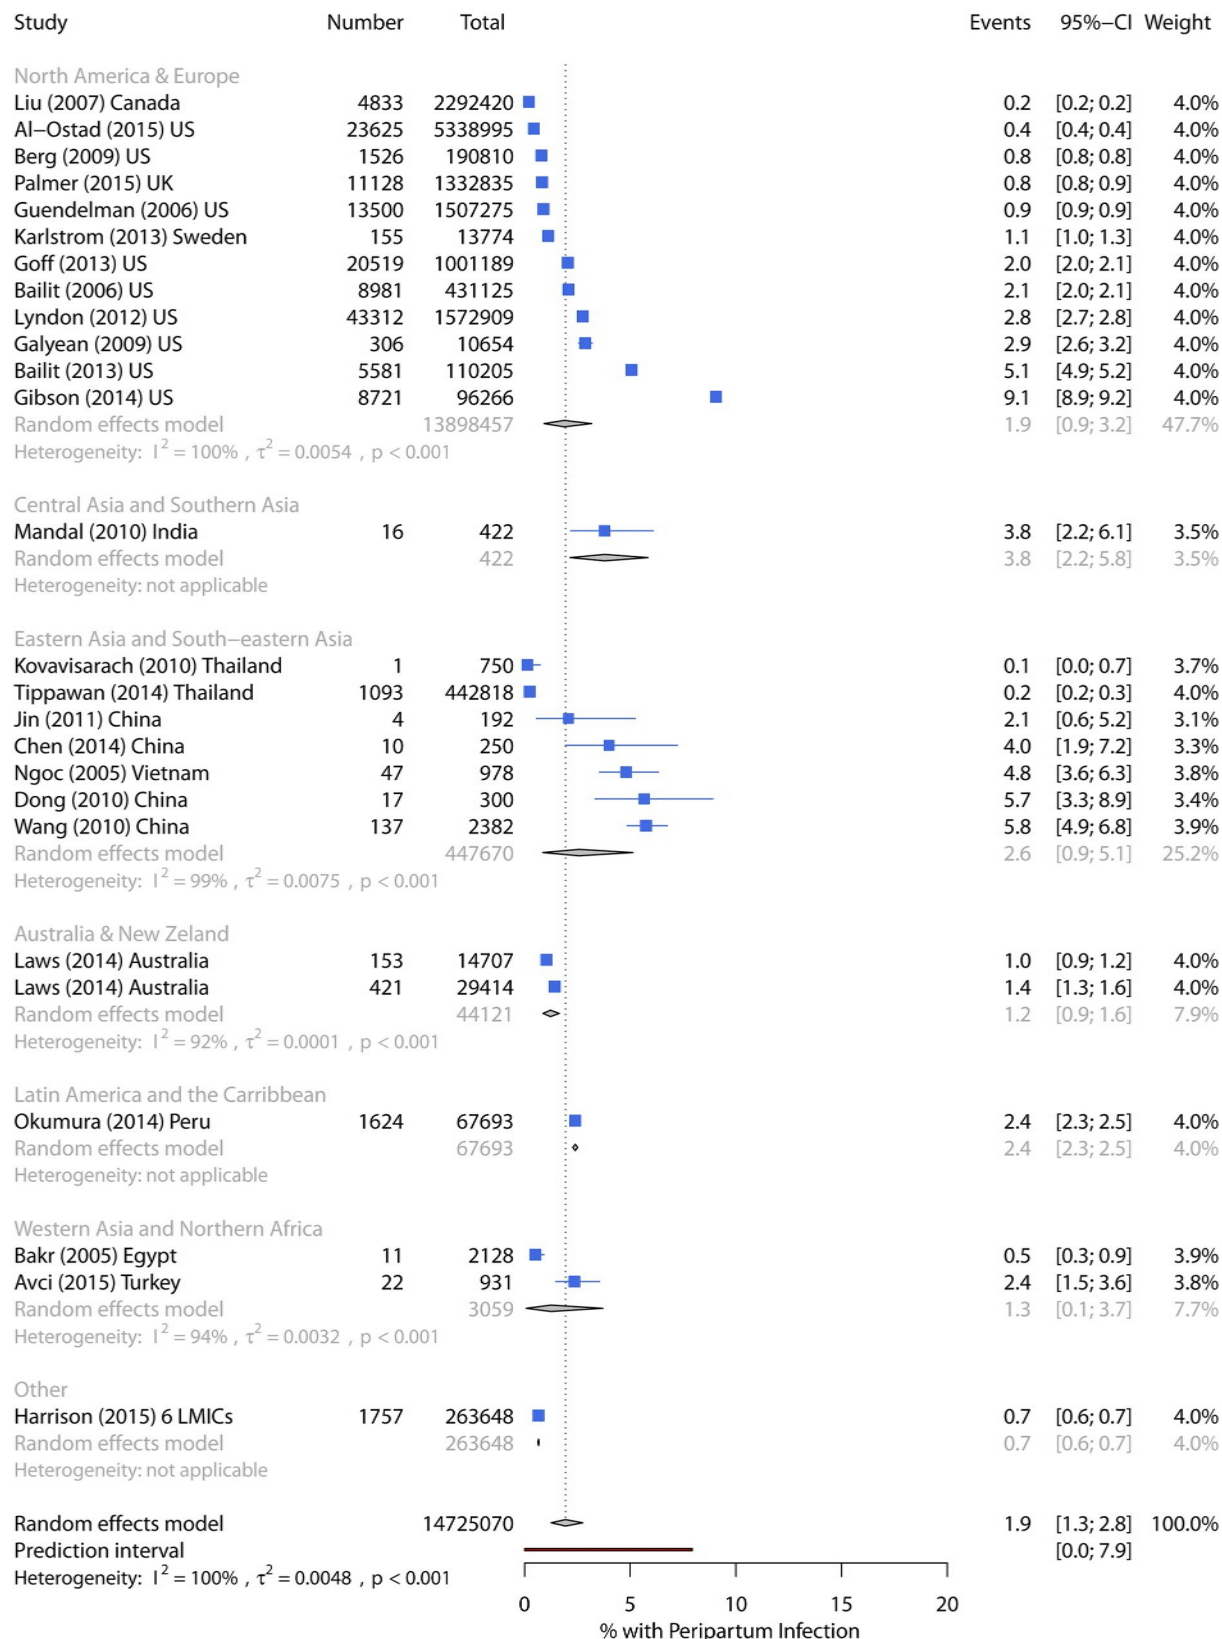 Study Number Total Events 95%−CI Weight
North America & Europe
Liu (2007) Canada 4833 2292420 0.2 [0.2; 0.2] 4.0%
Al−Ostad (2015) US 23625 5338995 0.4 [0.4; 0.4] 4.0%
Berg (2009) US 1526 190810 0.8 [0.8; 0.8] 4.0%
Palmer (2015) UK 11128 1332835 0.8 [0.8; 0.9] 4.0%
Guendelman (2006) US 13500 1507275 0.9 [0.9; 0.9] 4.0%
Karlstrom (2013) Sweden 155 13774 1.1 [1.0; 1.3] 4.0%
Goff (2013) US 20519 1001189 2.0 [2.0; 2.1] 4.0%
Bailit (2006) US 8981 431125 2.1 [2.0; 2.1] 4.0%
Lyndon (2012) US 43312 1572909 2.8 [2.7; 2.8] 4.0%
Galyean (2009) US 306 10654 2.9 [2.6; 3.2] 4.0%
Bailit (2013) US 5581 110205 5.1 [4.9; 5.2] 4.0%
Gibson (2014) US 8721 96266 9.1 [8.9; 9.2] 4.0%
Random effects model 13898457 1.9 [0.9; 3.2] 47.7%
Heterogeneity: I² = 100% , τ² = 0.0054 , p < 0.001
Central Asia and Southern Asia
Mandal (2010) India 16 422 3.8 [2.2; 6.1] 3.5%
Random effects model 422 3.8 [2.2; 5.8] 3.5%
Heterogeneity: not applicable
Eastern Asia and South−eastern Asia
Kovavisarach (2010) Thailand 1 750 0.1 [0.0; 0.7] 3.7%
Tippawan (2014) Thailand 1093 442818 0.2 [0.2; 0.3] 4.0%
Jin (2011) China 4 192 2.1 [0.6; 5.2] 3.1%
Chen (2014) China 10 250 4.0 [1.9; 7.2] 3.3%
Ngoc (2005) Vietnam 47 978 4.8 [3.6; 6.3] 3.8%
Dong (2010) China 17 300 5.7 [3.3; 8.9] 3.4%
Wang (2010) China 137 2382 5.8 [4.9; 6.8] 3.9%
Random effects model 447670 2.6 [0.9; 5.1] 25.2%
Heterogeneity: I² = 99% , τ² = 0.0075 , p < 0.001
Australia & New Zeland
Laws (2014) Australia 153 14707 1.0 [0.9; 1.2] 4.0%
Laws (2014) Australia 421 29414 1.4 [1.3; 1.6] 4.0%
Random effects model 44121 1.2 [0.9; 1.6] 7.9%
Heterogeneity: I² = 92% , τ² = 0.0001 , p < 0.001
Latin America and the Carribbean
Okumura (2014) Peru 1624 67693 2.4 [2.3; 2.5] 4.0%
Random effects model 67693 2.4 [2.3; 2.5] 4.0%
Heterogeneity: not applicable
Western Asia and Northern Africa
Bakr (2005) Egypt 11 2128 0.5 [0.3; 0.9] 3.9%
Avci (2015) Turkey 22 931 2.4 [1.5; 3.6] 3.8%
Random effects model 3059 1.3 [0.1; 3.7] 7.7%
Heterogeneity: I² = 94% , τ² = 0.0032 , p < 0.001
Other
Harrison (2015) 6 LMICs 1757 263648 0.7 [0.6; 0.7] 4.0%
Random effects model 263648 0.7 [0.6; 0.7] 4.0%
Heterogeneity: not applicable
Random effects model 14725070 1.9 [1.3; 2.8] 100.0%
Prediction interval [0.0; 7.9]
Heterogeneity: I² = 100% , τ² = 0.0048 , p < 0.001
0 5 10 15 20
% with Peripartum Infection